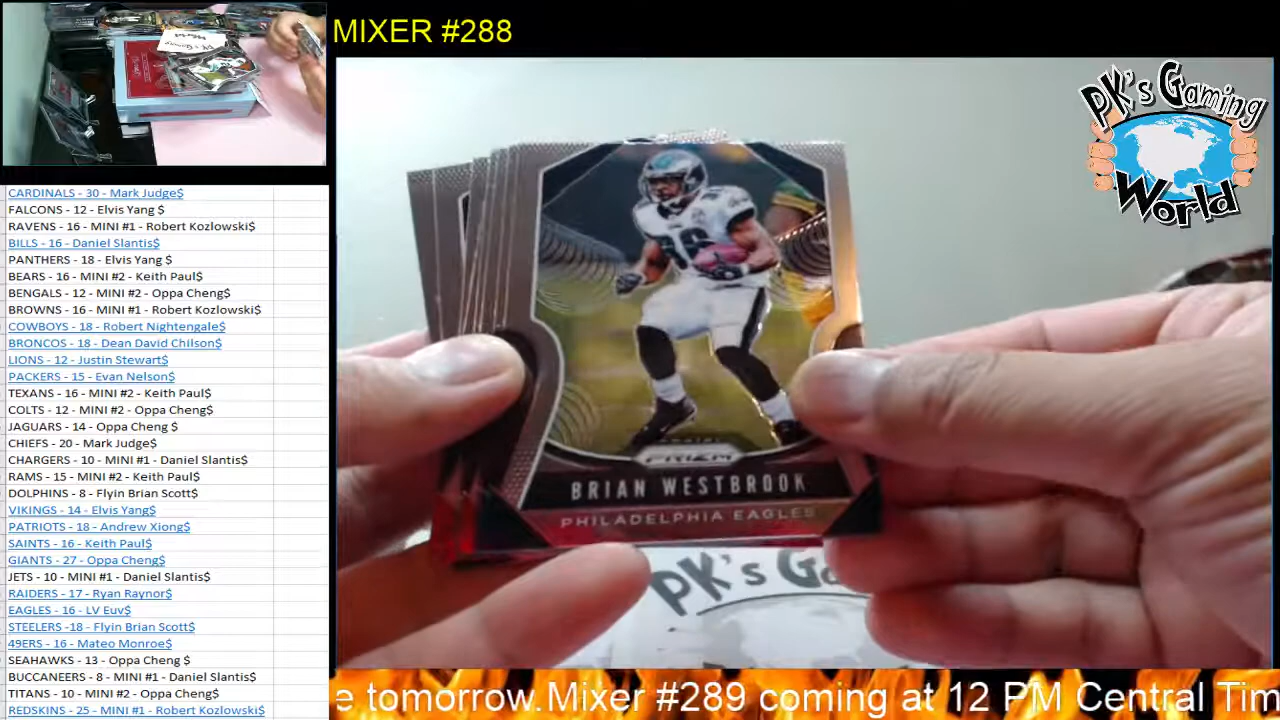 MIXER #288
PK's Gaming
World
PK's Gaming
World
CARDINALS - 30 - Mark Judge$
FALCONS - 12 - Elvis Yang $
RAVENS - 16 - MINI #1 - Robert Kozlowski$
BILLS - 16 - Daniel Slantis$
PANTHERS - 18 - Elvis Yang $
BEARS - 16 - MINI #2 - Keith Paul$
BENGALS - 12 - MINI #2 - Oppa Cheng$
BROWNS - 16 - MINI #1 - Robert Kozlowski$
COWBOYS - 18 - Robert Nightengale$
BRONCOS - 18 - Dean David Chilson$
LIONS - 12 - Justin Stewart$
PACKERS - 15 - Evan Nelson$
TEXANS - 16 - MINI #2 - Keith Paul$
COLTS - 12 - MINI #2 - Oppa Cheng$
JAGUARS - 14 - Oppa Cheng $
CHIEFS - 20 - Mark Judge$
CHARGERS - 10 - MINI #1 - Daniel Slantis$
RAMS - 15 - MINI #2 - Keith Paul$
DOLPHINS - 8 - Flyin Brian Scott$
VIKINGS - 14 - Elvis Yang$
PATRIOTS - 18 - Andrew Xiong$
SAINTS - 16 - Keith Paul$
GIANTS - 27 - Oppa Cheng$
JETS - 10 - MINI #1 - Daniel Slantis$
RAIDERS - 17 - Ryan Raynor$
EAGLES - 16 - LV Euv$
STEELERS -18 - Flyin Brian Scott$
49ERS - 16 - Mateo Monroe$
SEAHAWKS - 13 - Oppa Cheng $
BUCCANEERS - 8 - MINI #1 - Daniel Slantis$
TITANS - 10 - MINI #2 - Oppa Cheng$
REDSKINS - 25 - MINI #1 - Robert Kozlowski$
PANINI
PRIZM
BRIAN WESTBROOK
PHILADELPHIA EAGLES
PK's Ga
e tomorrow.Mixer #289 coming at 12 PM Central Tim